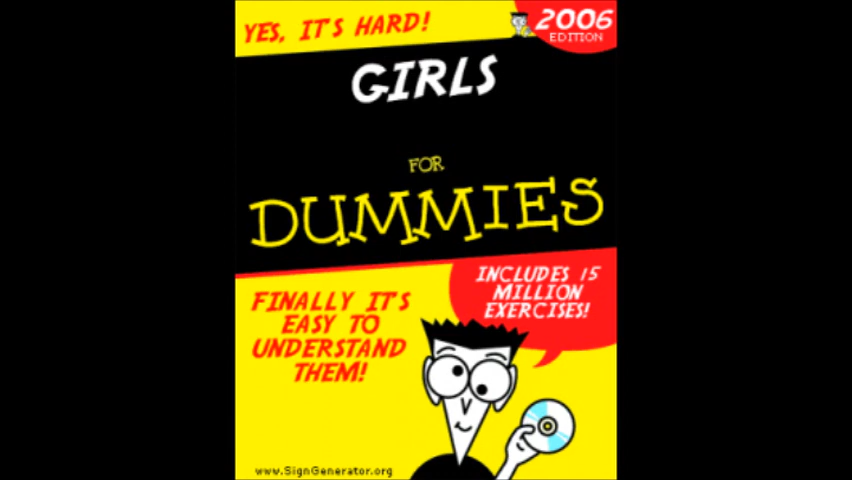 YES, IT'S HARD!
2006
EDITION
GIRLS
FOR
DUMMIES
INCLUDES 15
MILLION
EXERCISES!
FINALLY IT'S
EASY TO
UNDERSTAND
THEM!
www.SignGenerator.org